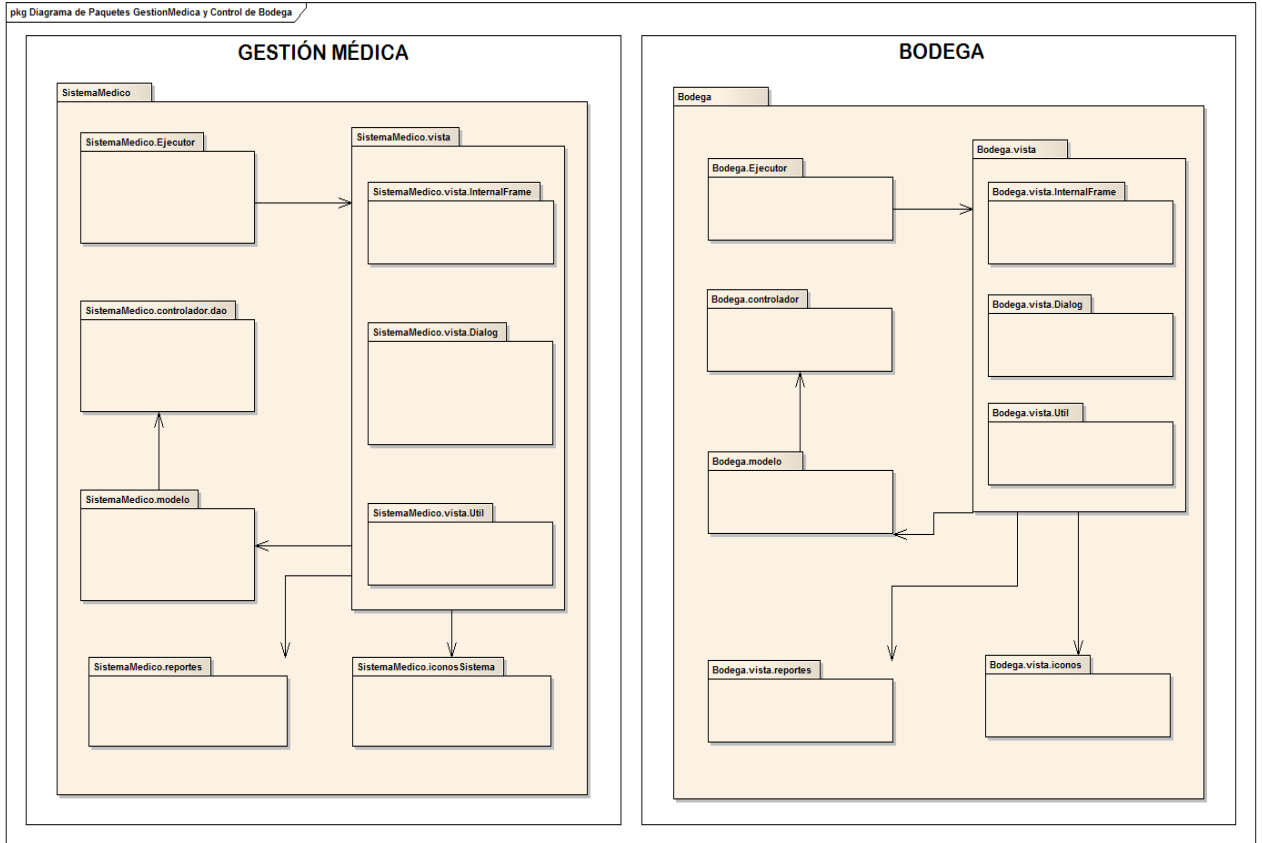 pkg Diagrama de Paquetes GestionMedica y Control de Bodega
GESTIÓN MÉDICA
SistemaMedico
SistemaMedico.Ejecutor
SistemaMedico.vista
SistemaMedico.vista.InternalFrame
SistemaMedico.controlador.dao
SistemaMedico.vista.Dialog
SistemaMedico.modelo
SistemaMedico.vista.Util
SistemaMedico.reportes
SistemaMedico.iconosSistema
BODEGA
Bodega
Bodega.Ejecutor
Bodega.vista
Bodega.vista.InternalFrame
Bodega.controlador
Bodega.vista.Dialog
Bodega.vista.Util
Bodega.modelo
Bodega.vista.reportes
Bodega.vista.iconos